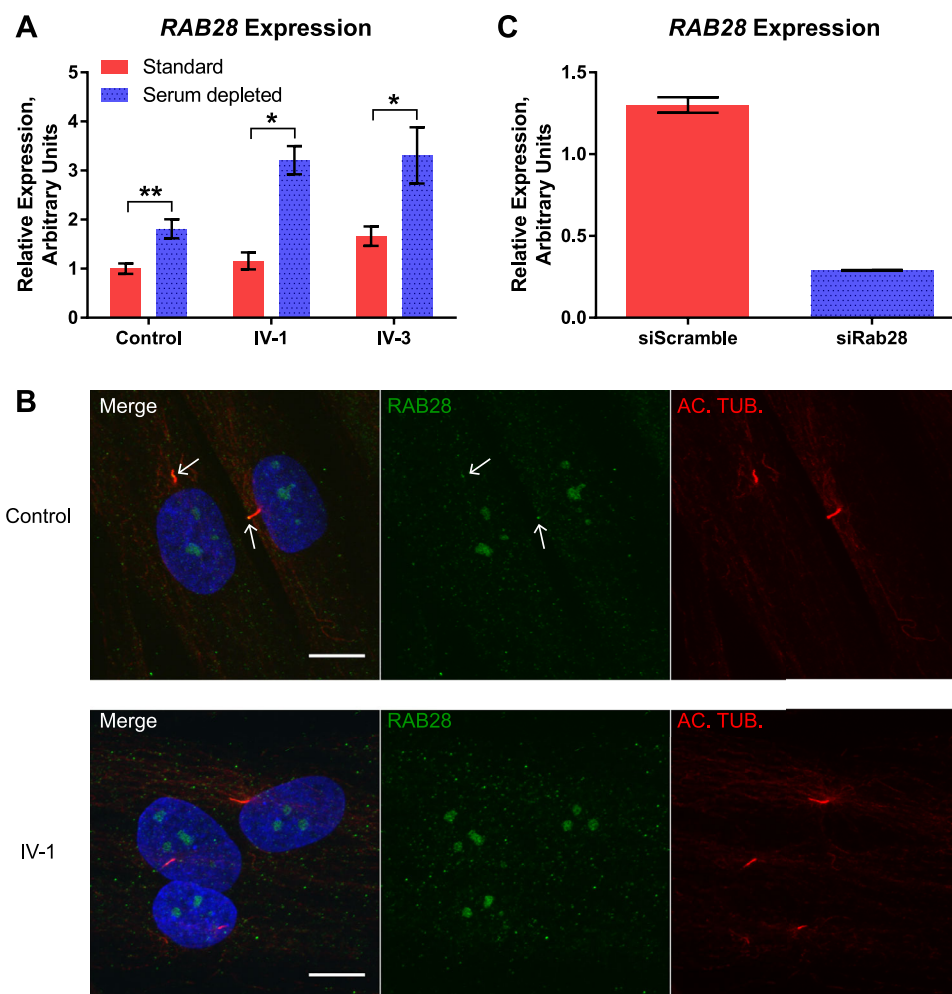 A
RAB28 Expression
Standard
Serum depleted
Relative Expression,
Arbitrary Units
5
4
3
2
1
0
**
*
*
Control
IV-1
IV-3
C
RAB28 Expression
Relative Expression,
Arbitrary Units
1.5
1.0
0.5
0.0
siScramble
siRab28
B
Merge
RAB28
AC. TUB.
Control
Merge
RAB28
AC. TUB.
IV-1